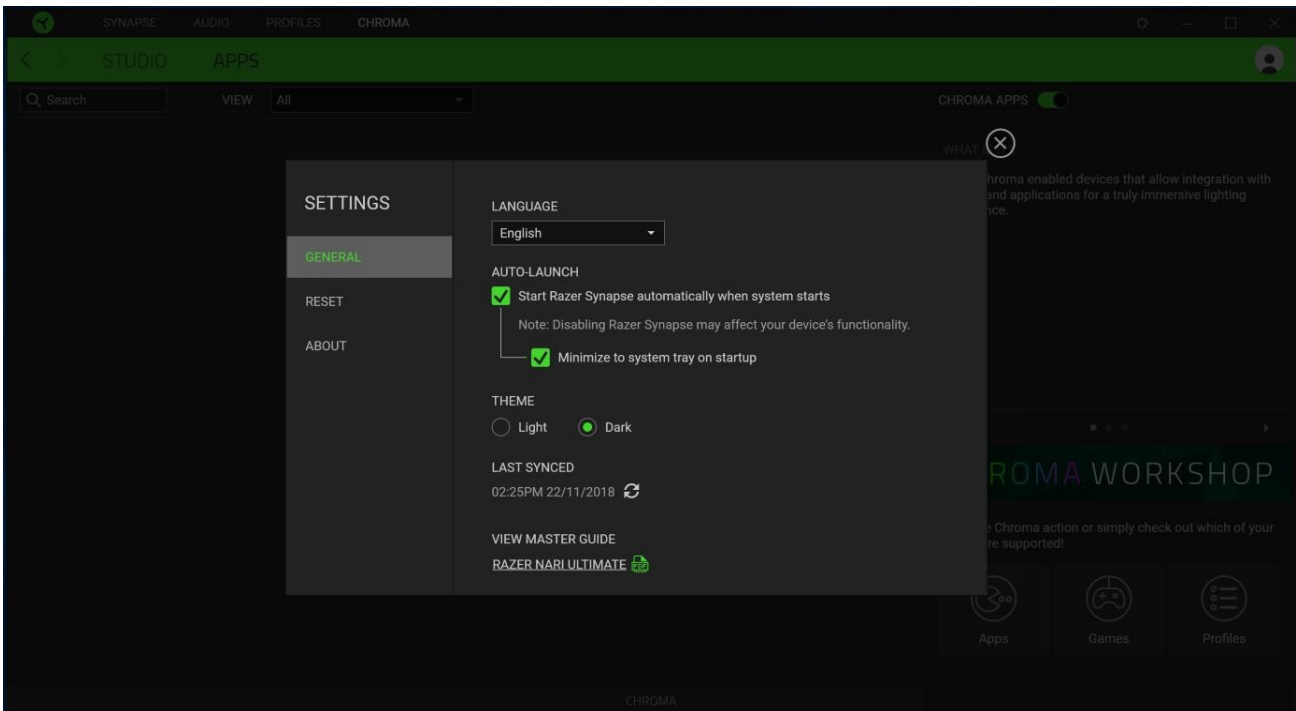 SYNAPSE AUDIO PROFILES CHROMA
STUDIO APPS
Search VIEW All CHROMA APPS
WHAT
SETTINGS
GENERAL
RESET
ABOUT
LANGUAGE
English
AUTO-LAUNCH
Start Razer Synapse automatically when system starts
Note: Disabling Razer Synapse may affect your device's functionality.
Minimize to system tray on startup
THEME
Light Dark
LAST SYNCED
02:25PM 22/11/2018
VIEW MASTER GUIDE
RAZER NARI ULTIMATE PDF
hroma enabled devices that allow integration with
and applications for a truly immersive lighting
nce.
ROMA WORKSHOP
Chroma action or simply check out which of your
re supported!
Apps Games Profiles
CHROMA